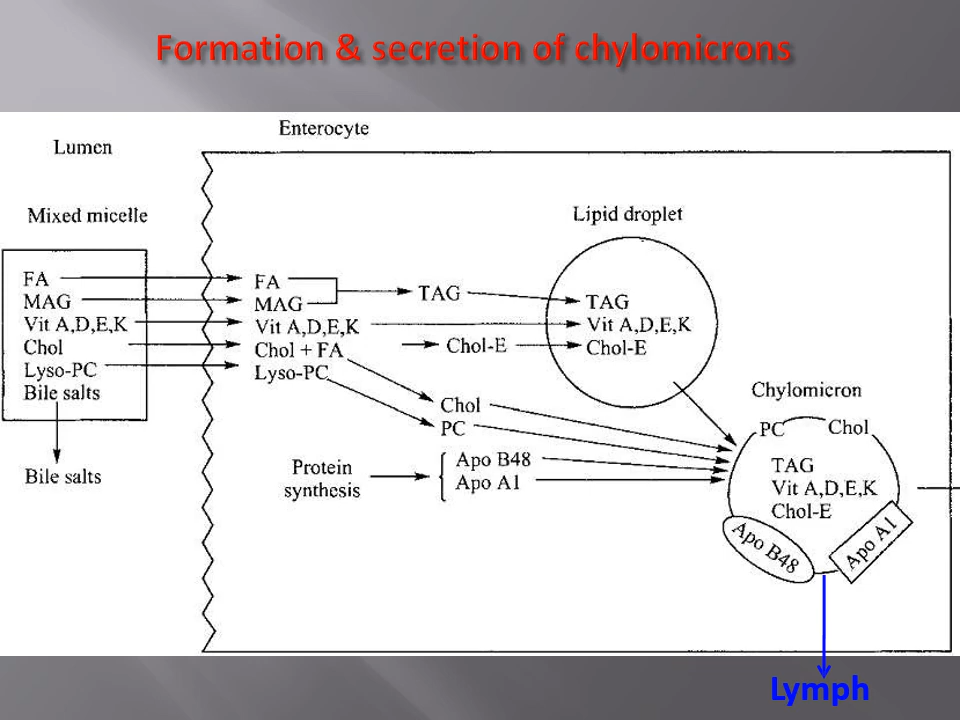 Formation & secretion of chylomicrons
Enterocyte
Lumen
Mixed micelle
Lipid droplet
FA
MAG
Vit A,D,E,K
Chol
Lyso-PC
Bile salts
Bile salts
FA
MAG
Vit A,D,E,K
Chol + FA
Lyso-PC
TAG
Chol-E
Chol
PC
Protein
synthesis
Apo B48
Apo A1
TAG
Vit A,D,E,K
Chol-E
Chylomicron
PC
Chol
TAG
Vit A,D,E,K
Chol-E
Apo B48
Apo A1
Lymph